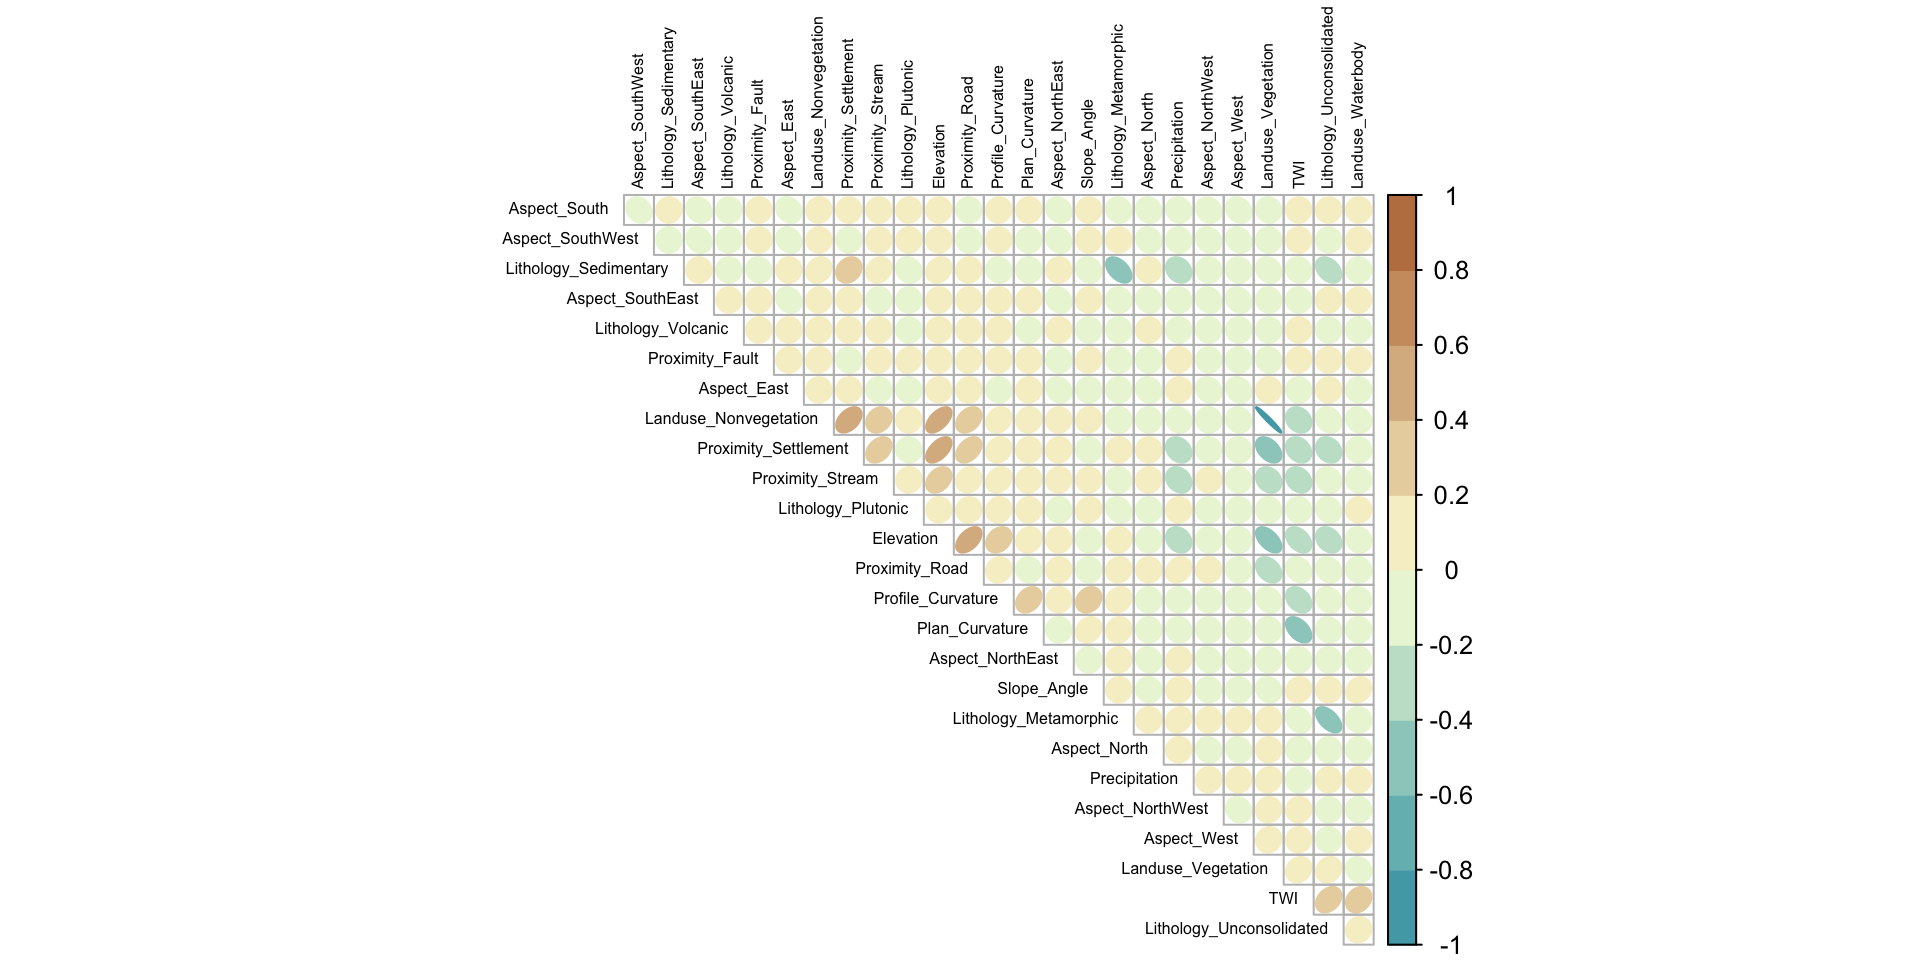 Aspect_SouthWest
Lithology_Sedimentary
Aspect_SouthEast
Lithology_Volcanic
Proximity_Fault
Aspect_East
Landuse_Nonvegetation
Proximity_Settlement
Proximity_Stream
Lithology_Plutonic
Elevation
Proximity_Road
Profile_Curvature
Plan_Curvature
Aspect_NorthEast
Slope_Angle
Lithology_Metamorphic
Aspect_North
Precipitation
Aspect_NorthWest
Aspect_West
Landuse_Vegetation
TWI
Lithology_Unconsolidated
Landuse_Waterbody
Aspect_South
Aspect_SouthWest
Lithology_Sedimentary
Aspect_SouthEast
Lithology_Volcanic
Proximity_Fault
Aspect_East
Landuse_Nonvegetation
Proximity_Settlement
Proximity_Stream
Lithology_Plutonic
Elevation
Proximity_Road
Profile_Curvature
Plan_Curvature
Aspect_NorthEast
Slope_Angle
Lithology_Metamorphic
Aspect_North
Precipitation
Aspect_NorthWest
Aspect_West
Landuse_Vegetation
TWI
Lithology_Unconsolidated
1
0.8
0.6
0.4
0.2
0
-0.2
-0.4
-0.6
-0.8
-1